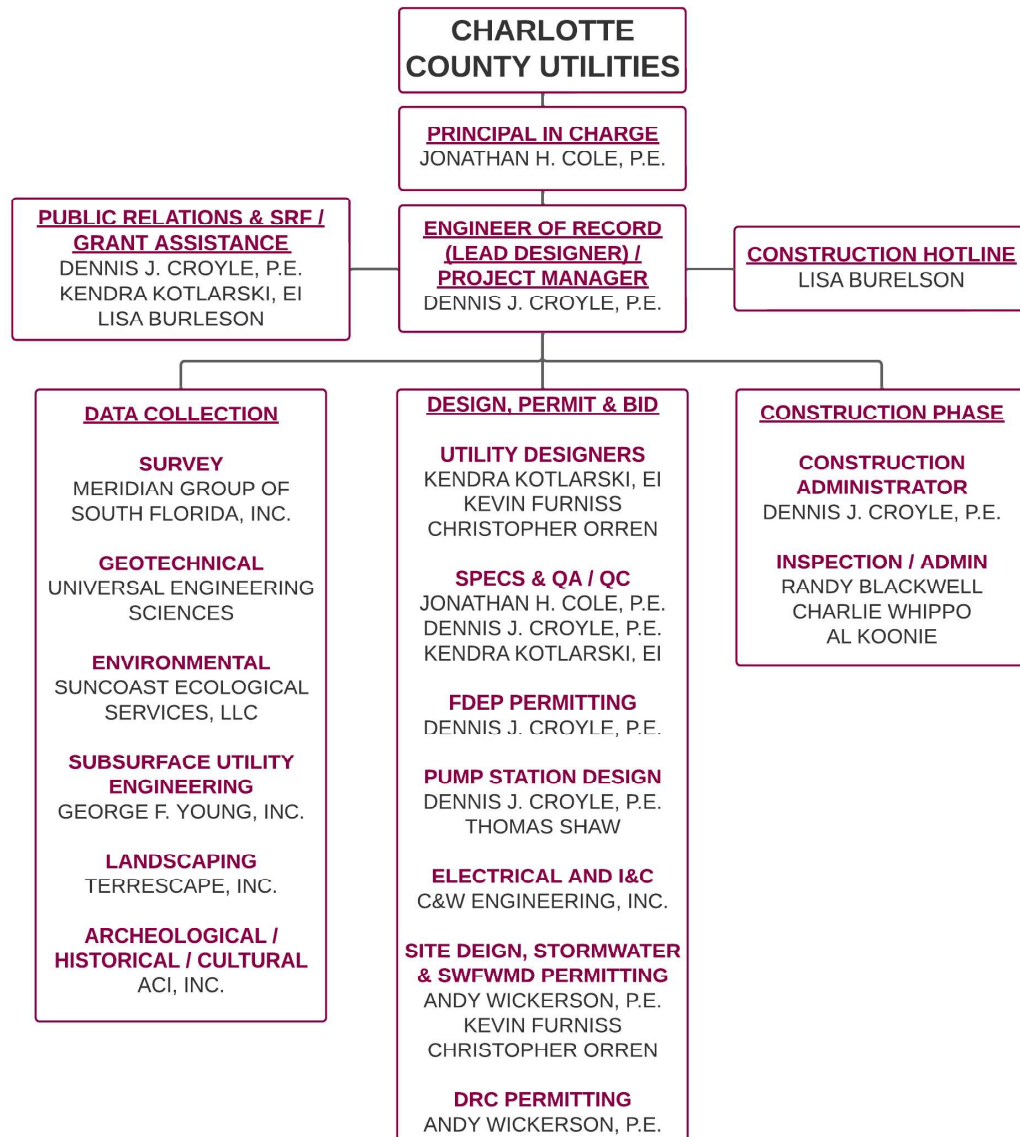 CHARLOTTE
COUNTY UTILITIES
PRINCIPAL IN CHARGE
JONATHAN H. COLE, P.E.
PUBLIC RELATIONS & SRF /
GRANT ASSISTANCE
DENNIS J. CROYLE, P.E.
KENDRA KOTLARSKI, EI
LISA BURLESON
ENGINEER OF RECORD
(LEAD DESIGNER) /
PROJECT MANAGER
DENNIS J. CROYLE, P.E.
CONSTRUCTION HOTLINE
LISA BURELSON
DATA COLLECTION
SURVEY
MERIDIAN GROUP OF
SOUTH FLORIDA, INC.
GEOTECHNICAL
UNIVERSAL ENGINEERING
SCIENCES
ENVIRONMENTAL
SUNCOAST ECOLOGICAL
SERVICES, LLC
SUBSURFACE UTILITY
ENGINEERING
GEORGE F. YOUNG, INC.
LANDSCAPING
TERRESCAPE, INC.
ARCHEOLOGICAL /
HISTORICAL / CULTURAL
ACI, INC.
DESIGN, PERMIT & BID
UTILITY DESIGNERS
KENDRA KOTLARSKI, EI
KEVIN FURNISS
CHRISTOPHER ORREN
SPECS & QA / QC
JONATHAN H. COLE, P.E.
DENNIS J. CROYLE, P.E.
KENDRA KOTLARSKI, EI
FDEP PERMITTING
DENNIS J. CROYLE, P.E.
PUMP STATION DESIGN
DENNIS J. CROYLE, P.E.
THOMAS SHAW
ELECTRICAL AND I&C
C&W ENGINEERING, INC.
SITE DEIGN, STORMWATER
& SWFWMD PERMITTING
ANDY WICKERSON, P.E.
KEVIN FURNISS
CHRISTOPHER ORREN
DRC PERMITTING
ANDY WICKERSON, P.E.
CONSTRUCTION PHASE
CONSTRUCTION
ADMINISTRATOR
DENNIS J. CROYLE, P.E.
INSPECTION / ADMIN
RANDY BLACKWELL
CHARLIE WHIPPO
AL KOONIE